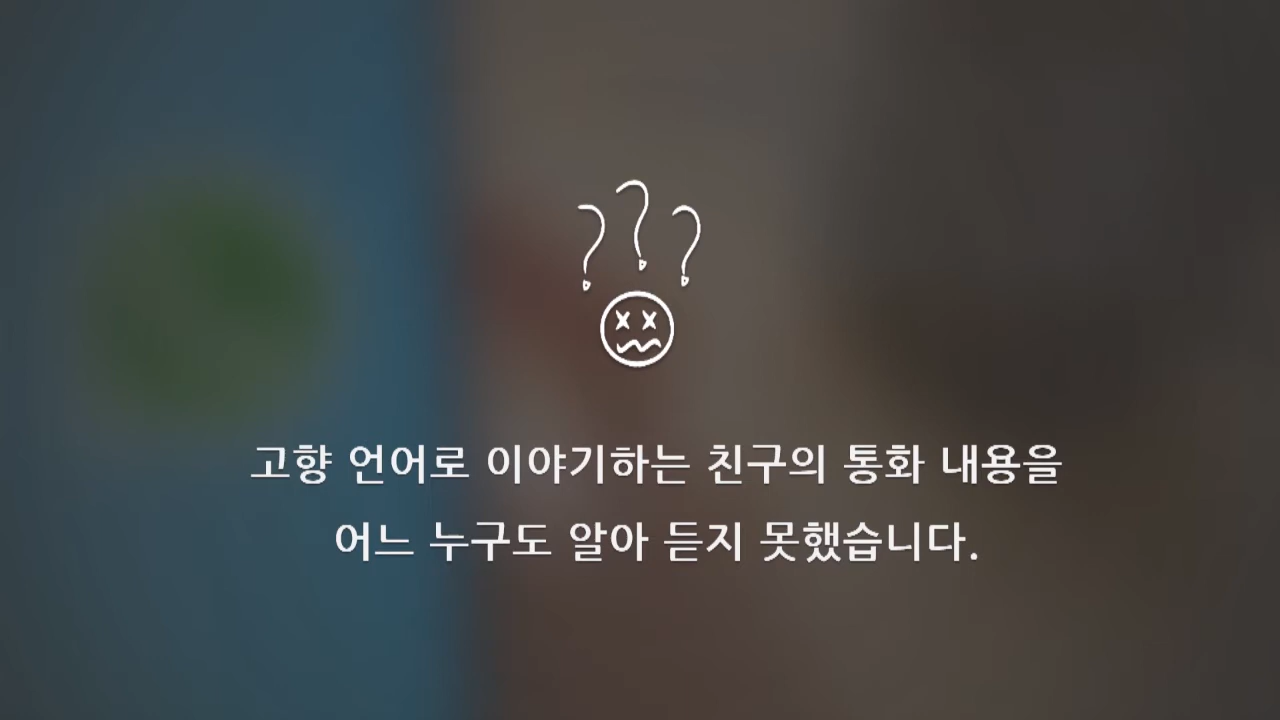 ???
고향 언어로 이야기하는 친구의 통화 내용을
어느 누구도 알아 듣지 못했습니다.